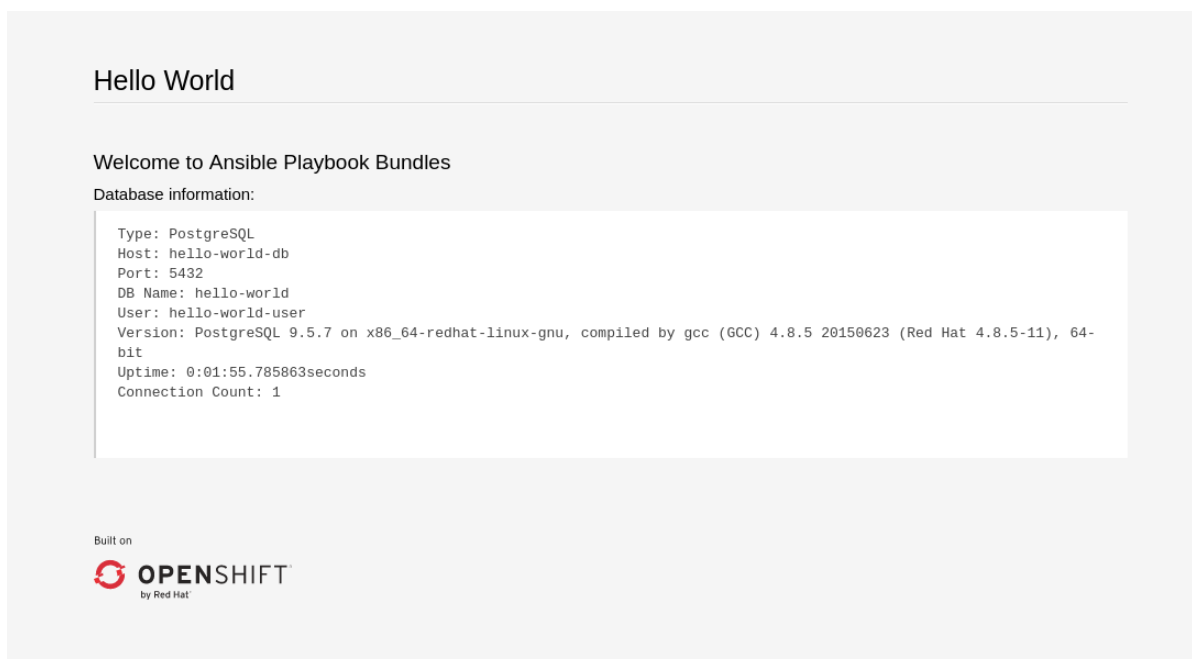 Hello World
Welcome to Ansible Playbook Bundles
Database information:
Type: PostgreSQL
Host: hello-world-db
Port: 5432
DB Name: hello-world
User: hello-world-user
Version: PostgreSQL 9.5.7 on x86_64-redhat-linux-gnu, compiled by gcc (GCC) 4.8.5 20150623 (Red Hat 4.8.5-11), 64-
bit
Uptime: 0:01:55.785863seconds
Connection Count: 1
Built on
OPENSHIFT
by Red Hat